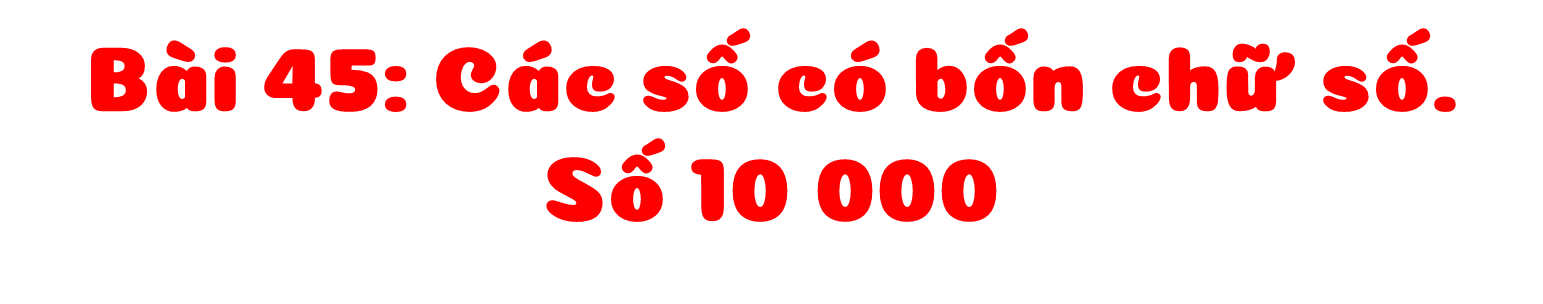 Bài 45: Các số có bốn chữ số.
Số 10 000